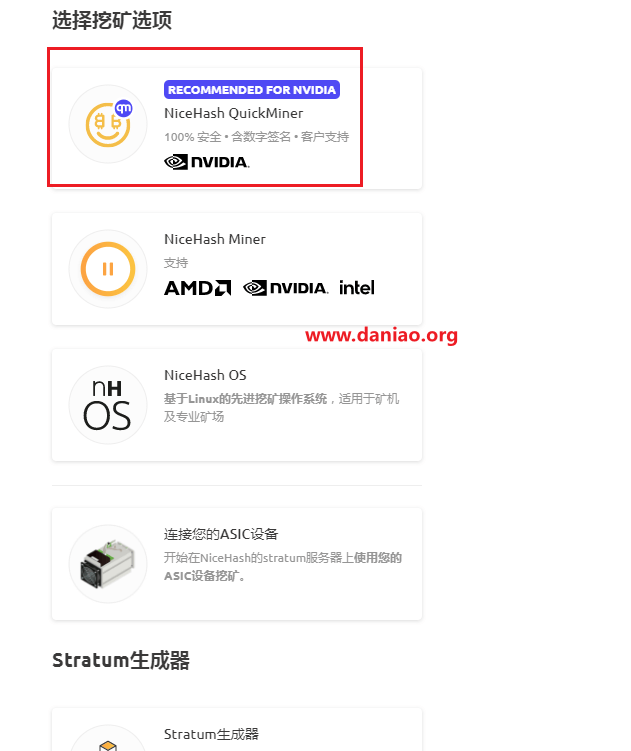 选择挖矿选项
qm
RECOMMENDED FOR NVIDIA
NiceHash QuickMiner
100% 安全 • 含数字签名 • 客户支持
NVIDIA.
NiceHash Miner
支持
AMD NVIDIA. intel
www.daniao.org
nH
OS
NiceHash OS
基于Linux的先进挖矿操作系统，适用于矿机
及专业矿场
连接您的ASIC设备
开始在NiceHash的stratum服务器上使用您的
ASIC设备挖矿。
Stratum生成器
Stratum生成器